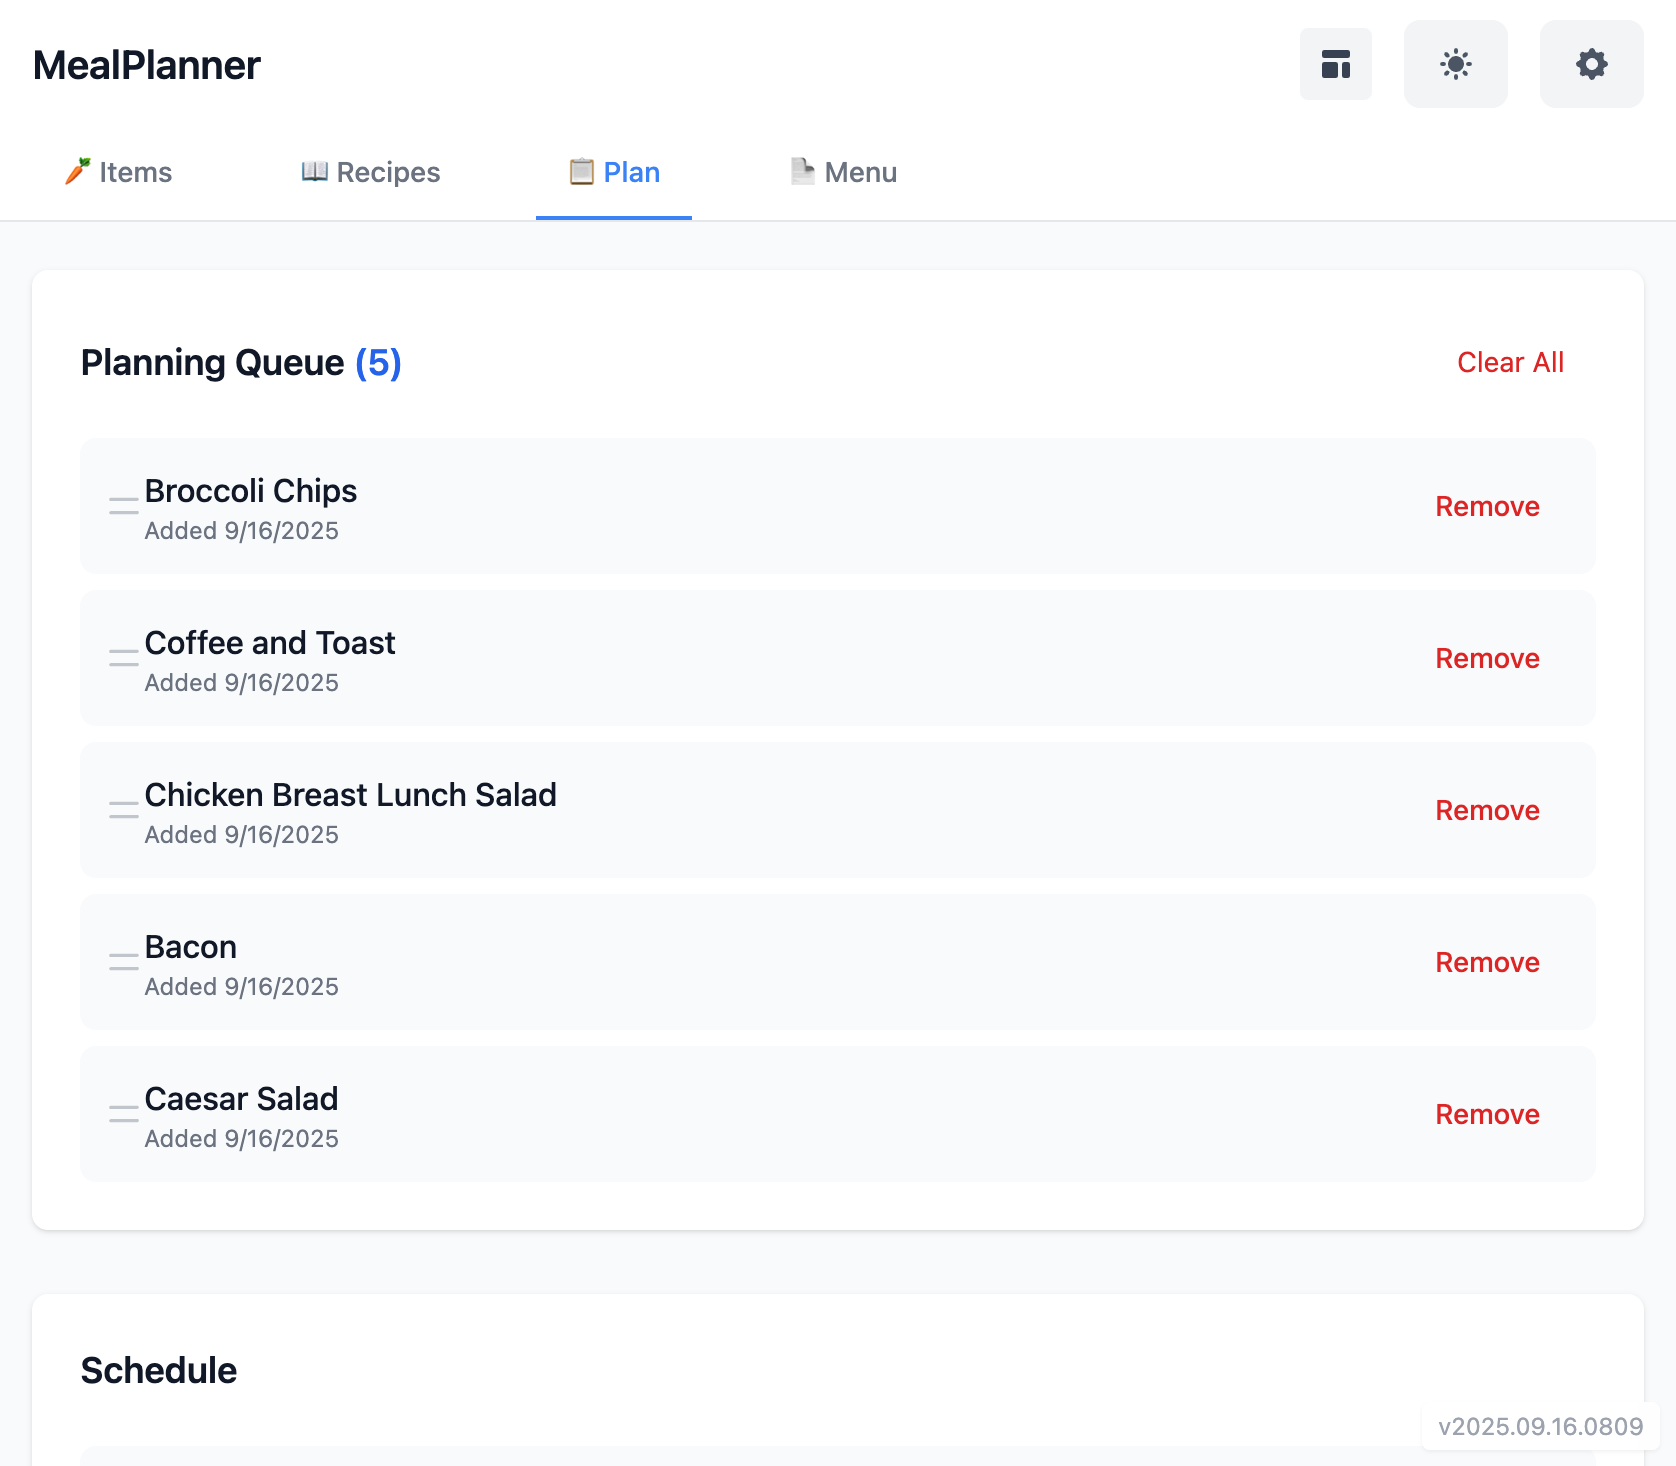 MealPlanner
Items
Recipes
Plan
Menu
Planning Queue (5)
Clear All
Broccoli Chips
Added 9/16/2025
Remove
Coffee and Toast
Added 9/16/2025
Remove
Chicken Breast Lunch Salad
Added 9/16/2025
Remove
Bacon
Added 9/16/2025
Remove
Caesar Salad
Added 9/16/2025
Remove
Schedule
v2025.09.16.0809